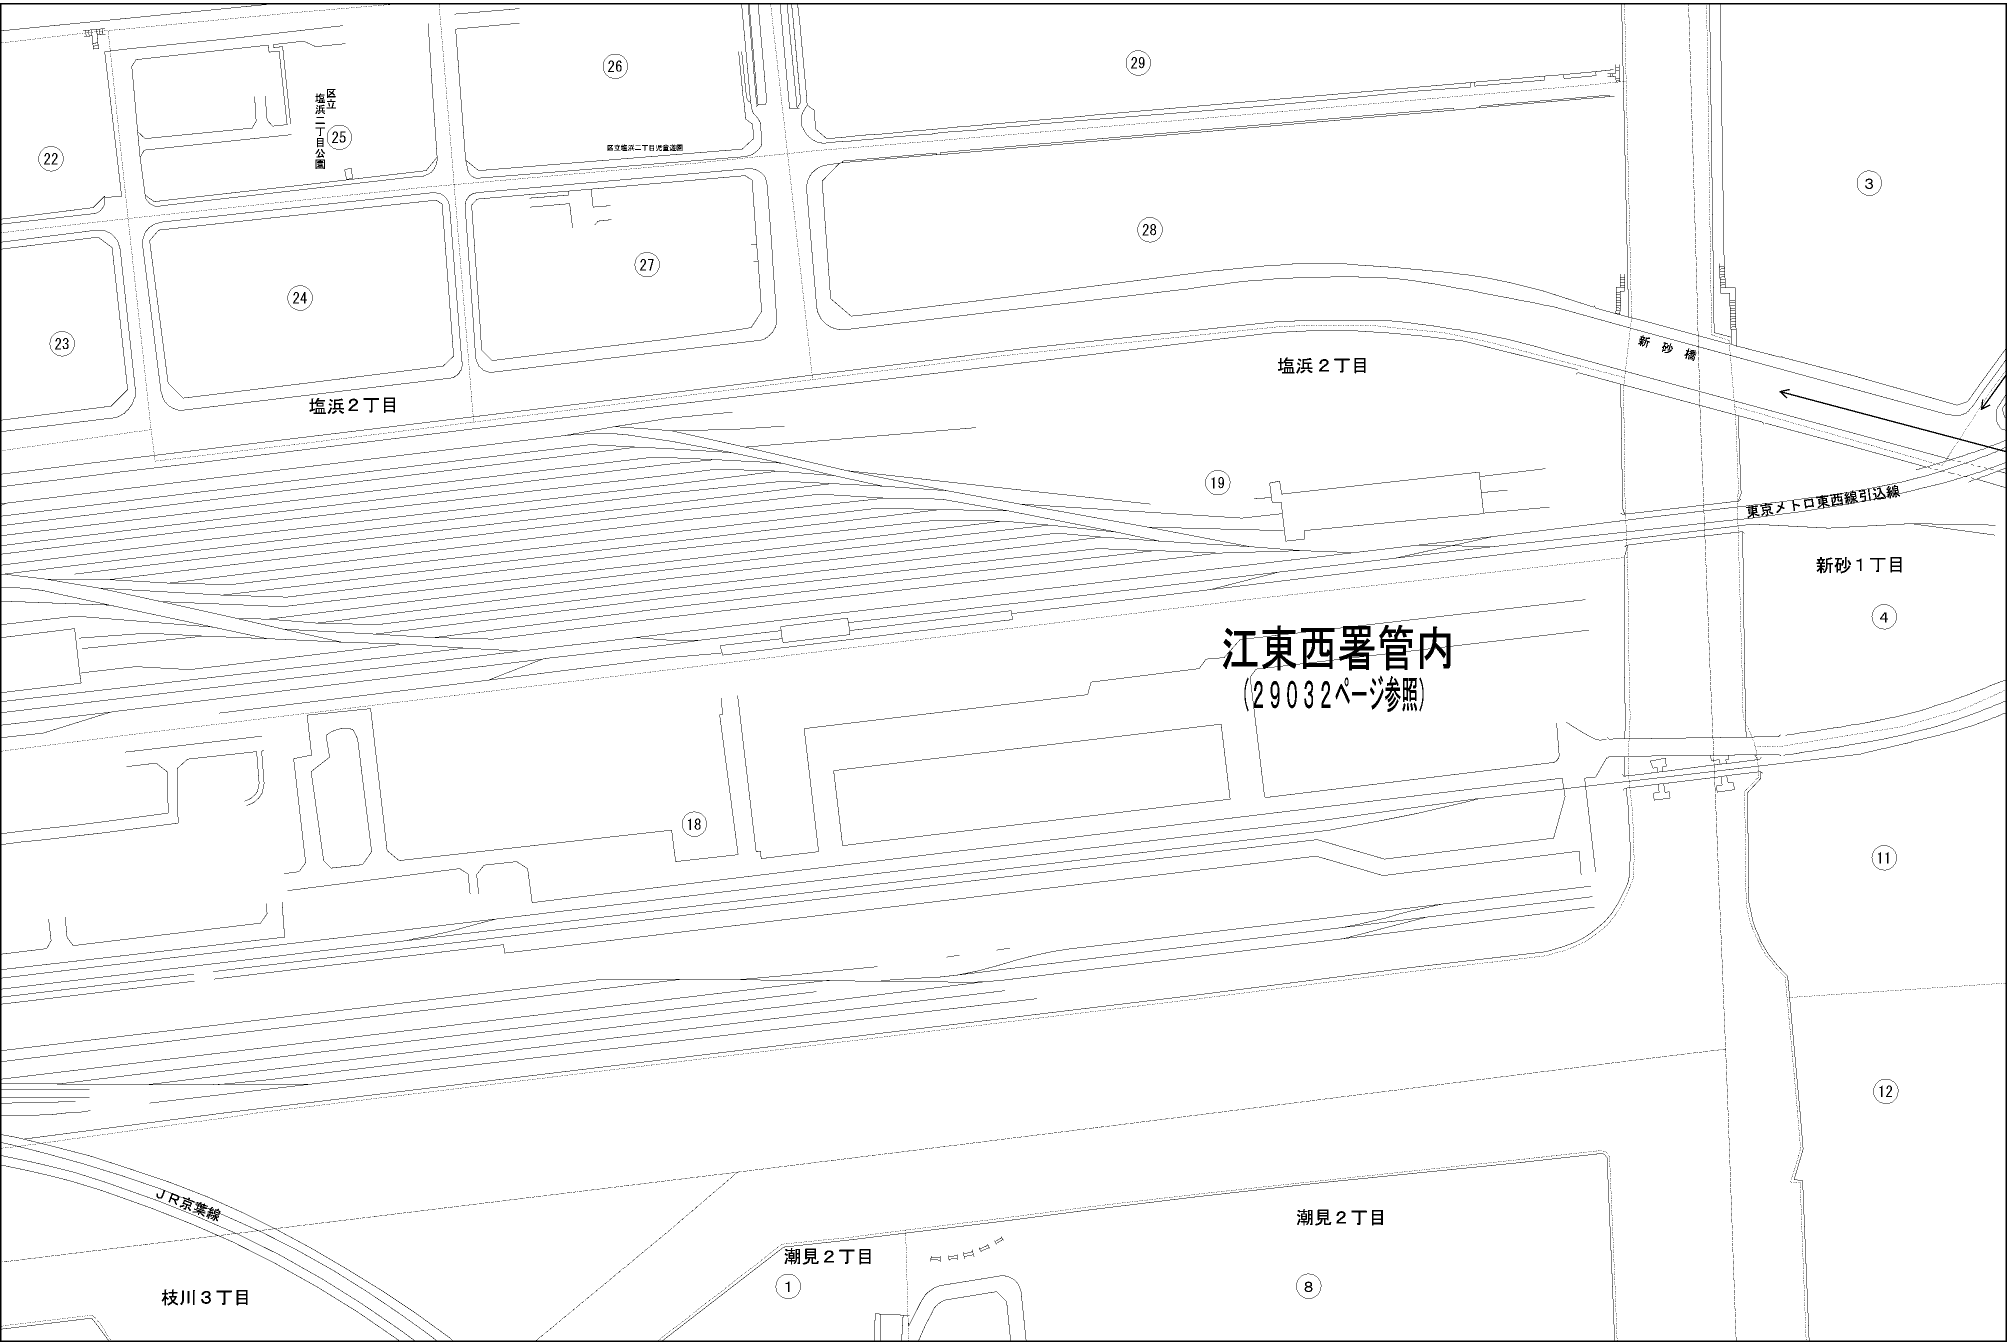 26
29
区立
塩浜二丁目公園
25
22
区立塩浜二丁目児童遊園
3
28
27
24
23
新砂橋
塩浜２丁目
塩浜２丁目
19
東京メトロ東西線引込線
新砂１丁目
4
江東西署管内
(29032ページ参照)
18
11
12
ＪＲ京葉線
潮見２丁目
潮見２丁目
1
8
枝川３丁目